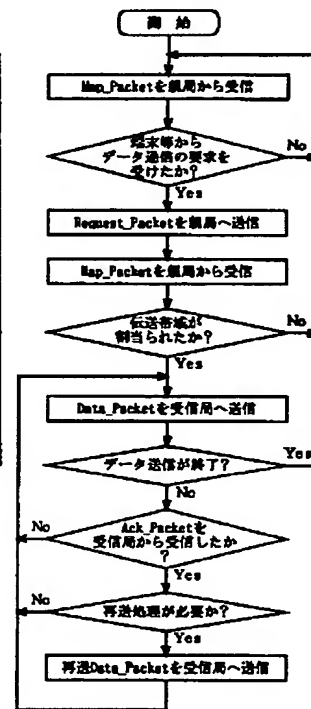 開 始
Map_Packetを親局から受信
端末等から
データ通信の要求を
受けたか?
No
Yes
Request_Packetを親局へ送信
Map_Packetを親局から受信
伝送帯域が
割当られたか?
No
Yes
Data_Packetを受信局へ送信
データ送信が終了?
Yes
No
Ack_Packetを
受信局から受信したか
?
No
Yes
再送処理が必要か?
No
Yes
再送Data_Packetを受信局へ送信